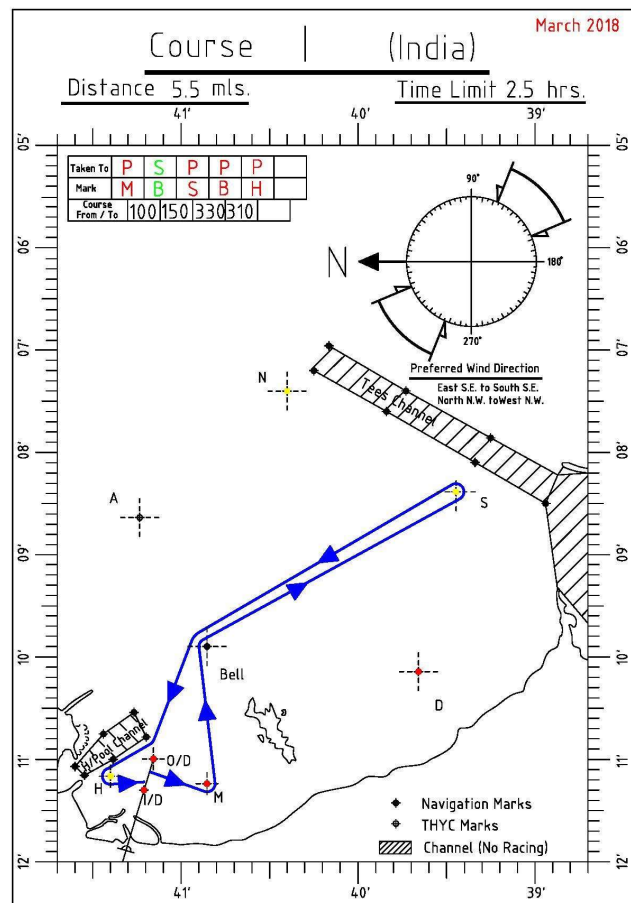 March 2018
Course I (India)
Distance 5.5 mls.
Time Limit 2.5 hrs.
41' 40' 39'
05'
Taken To P S P P P
Mark M B S B H
Course From / To 100 150 330 310
90°
180°
270°
N
Preferred Wind Direction
East S.E. to South S.E.
North N.W. toWest N.W.
06'
07'
08'
09'
10'
11'
12'
05'
06'
07'
08'
09'
10'
11'
12'
Tees Channel
N
S
A
Bell
D
H/Pool Channel
O/D
H
I/D
M
Navigation Marks
THYC Marks
Channel (No Racing)
41' 40' 39'